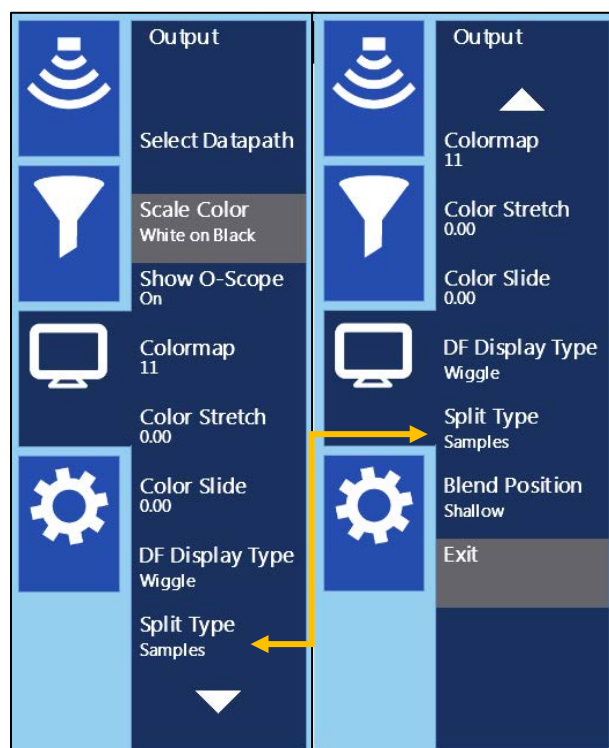 Output
Select Datapath
Scale Color
White on Black
Show O-Scope
On
Colormap
11
Color Stretch
0.00
Color Slide
0.00
DF Display Type
Wiggle
Split Type
Samples
Output
Colormap
11
Color Stretch
0.00
Color Slide
0.00
DF Display Type
Wiggle
Split Type
Samples
Blend Position
Shallow
Exit